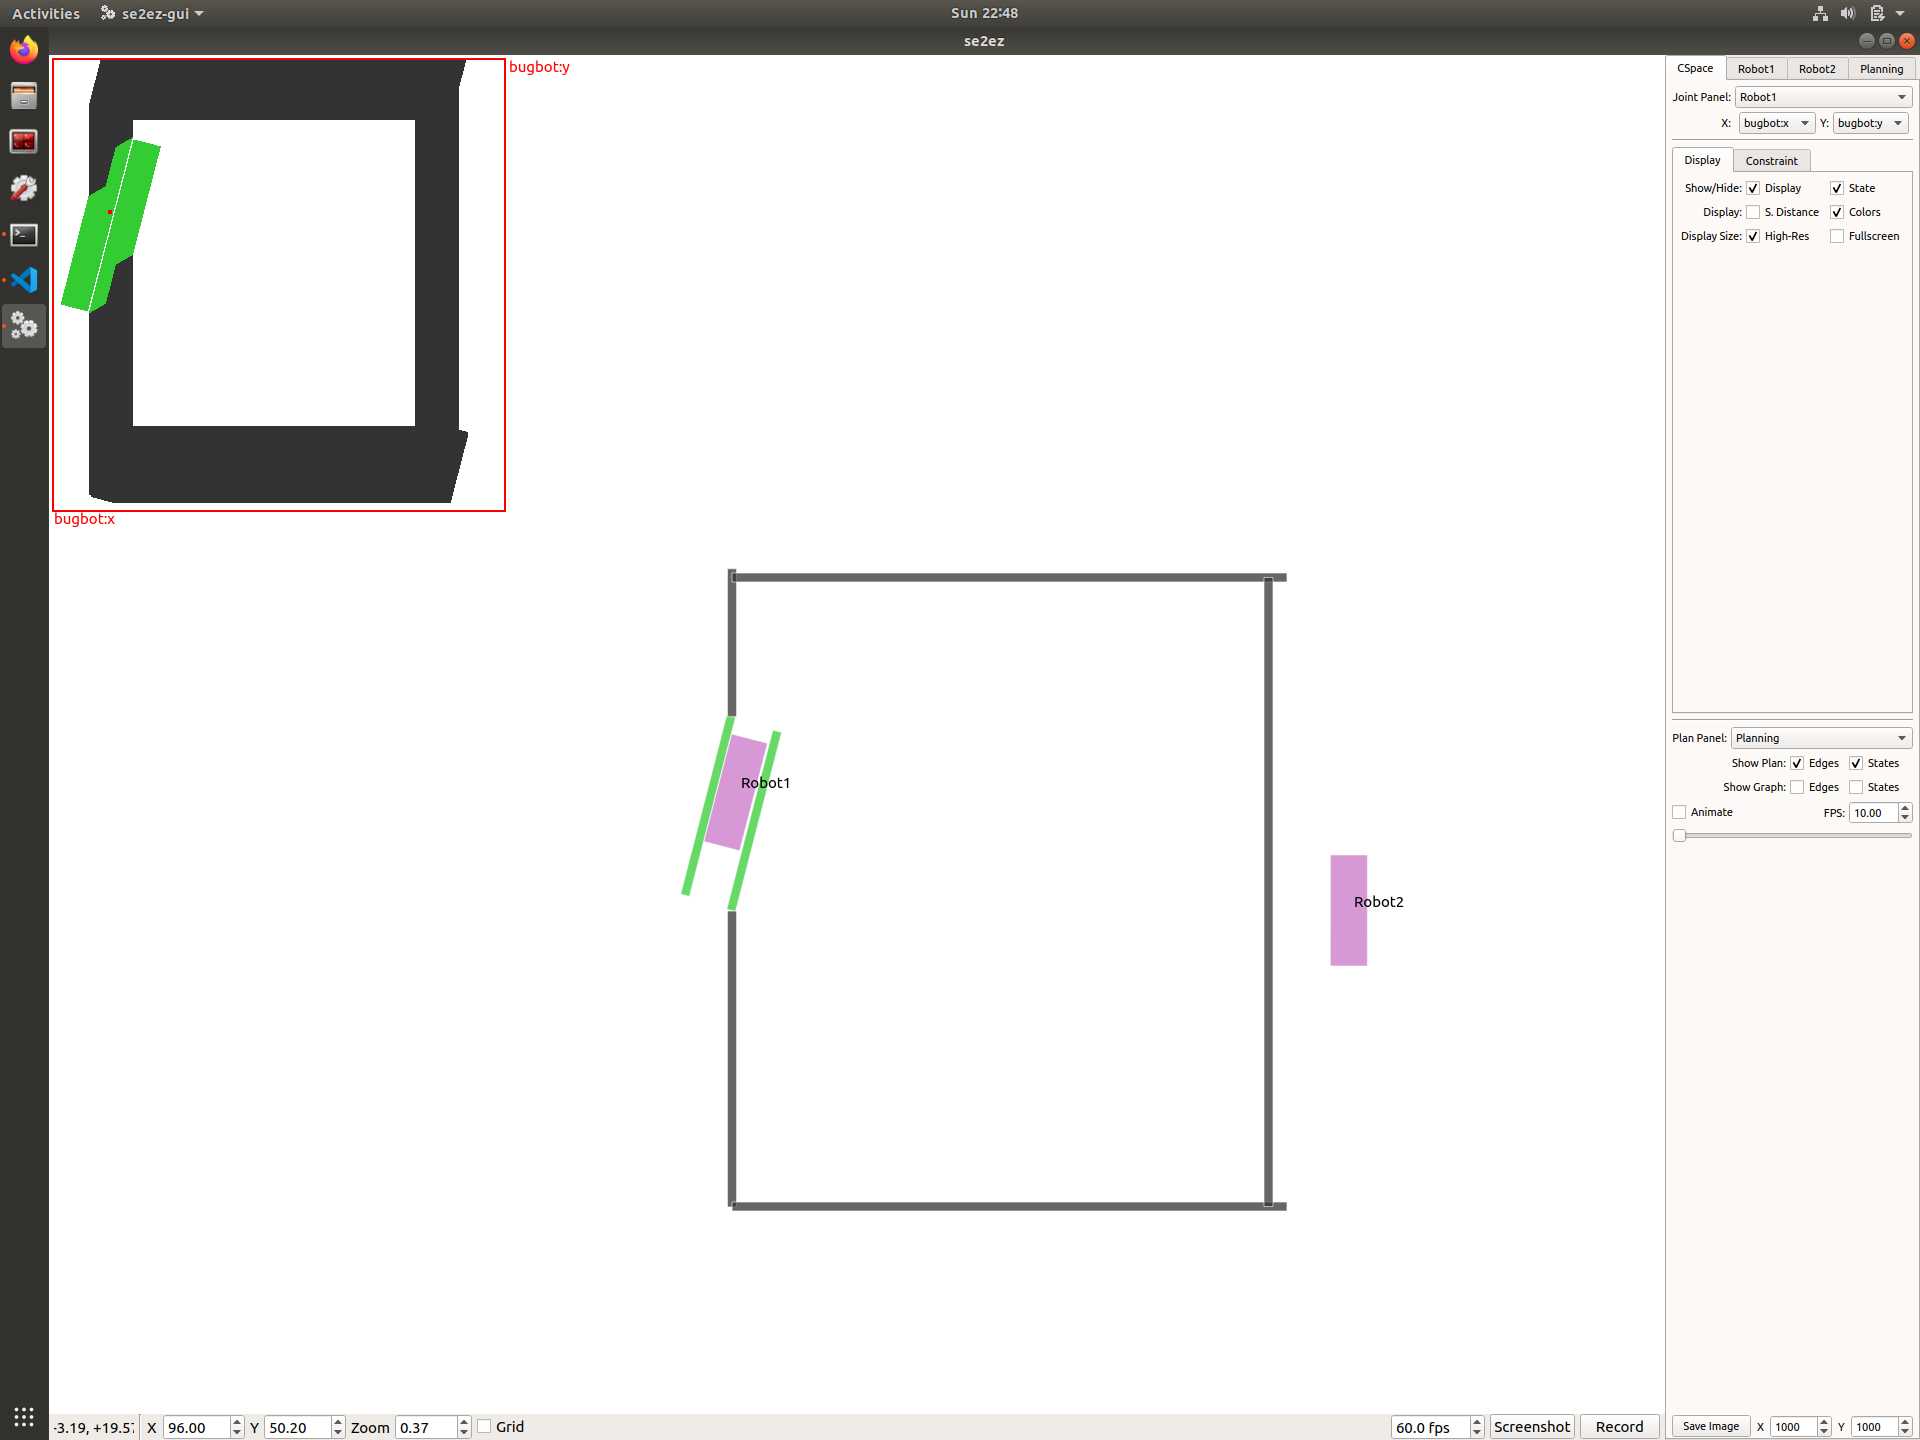 Activities se2ez-gui Sun 22:48
se2ez
bugbot:y
bugbot:x
Robot1
Robot2
CSpace Robot1 Robot2 Planning
Joint Panel: Robot1
X: bugbot:x Y: bugbot:y
Display Constraint
Show/Hide: Display State
Display: S. Distance Colors
Display Size: High-Res Fullscreen
Plan Panel: Planning
Show Plan: Edges States
Show Graph: Edges States
Animate FPS: 10.00
-3.19, +19.5 X 96.00 Y 50.20 Zoom 0.37 Grid 60.0 fps Screenshot Record Save Image X 1000 Y 1000